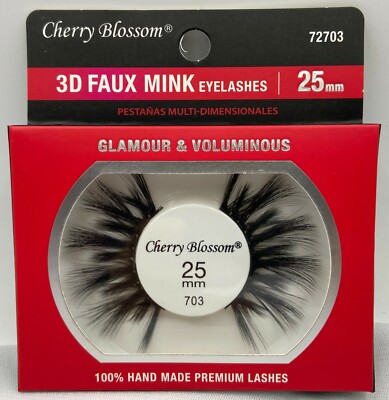 Cherry Blossom®
72703
3D FAUX MINK EYELASHES 25mm
PESTAÑAS MULTI-DIMENSIONALES
GLAMOUR & VOLUMINOUS
Cherry Blossom®
25
mm
703
100% HAND MADE PREMIUM LASHES